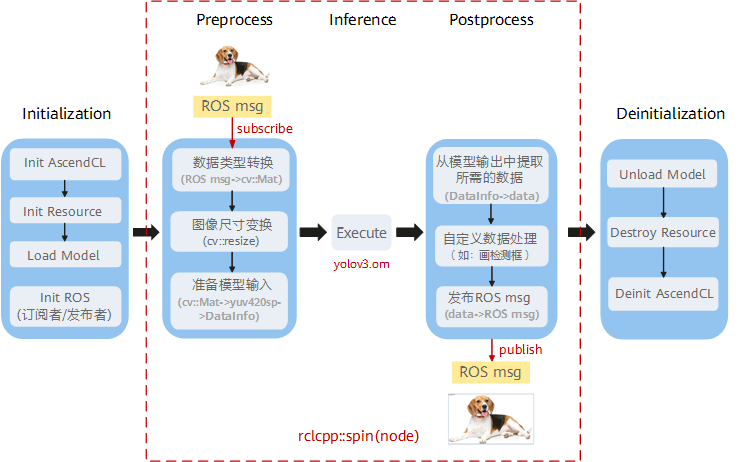 Preprocess
Inference
Postprocess
Initialization
Init AscendCL
Init Resource
Load Model
Init ROS
(订阅者/发布者)
ROS msg
subscribe
数据类型转换
(ROS msg->cv::Mat)
图像尺寸变换
(cv::resize)
准备模型输入
(cv::Mat->yuv420sp-
>DataInfo)
Execute
yolov3.om
从模型输出中提取
所需的数据
(DataInfo->data)
自定义数据处理
(如：画检测框)
发布ROS msg
(data->ROS msg)
publish
ROS msg
rclcpp::spin(node)
Deinitialization
Unload Model
Destroy Resource
Deinit AscendCL